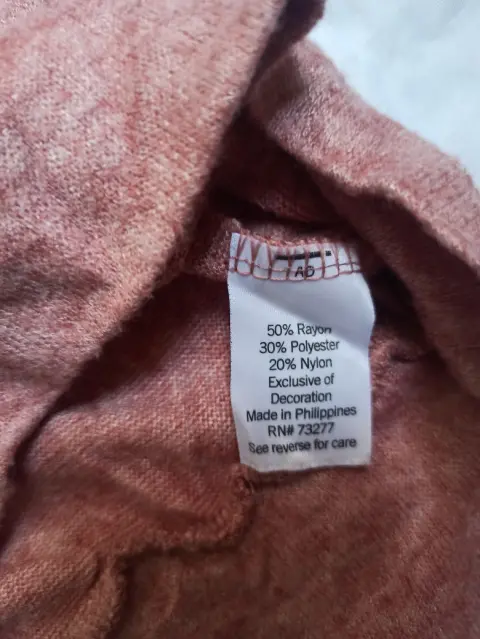 AD
50% Rayon
30% Polyester
20% Nylon
Exclusive of
Decoration
Made in Philippines
RN# 73277
See reverse for care